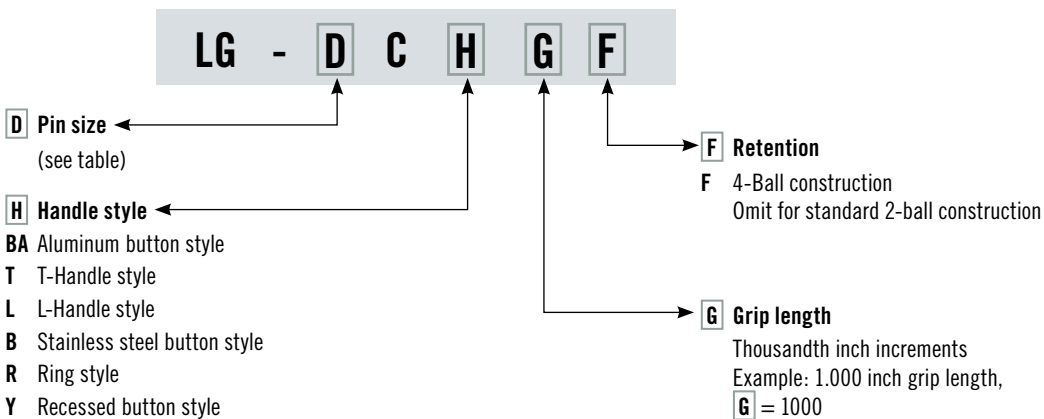 LG - D C H G F
D Pin size
(see table)
H Handle style
BA Aluminum button style
T T-Handle style
L L-Handle style
B Stainless steel button style
R Ring style
Y Recessed button style
F Retention
F 4-Ball construction
Omit for standard 2-ball construction
G Grip length
Thousandth inch increments
Example: 1.000 inch grip length,
G = 1000